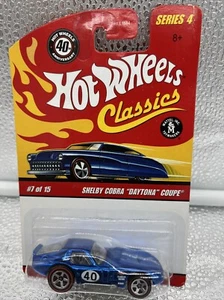 SERIES 4
HOT WHEELS
40
ANNIVERSARY
8+
HOT WHEELS
Classics
#7 of 15
SHELBY COBRA "DAYTONA" COUPE
40